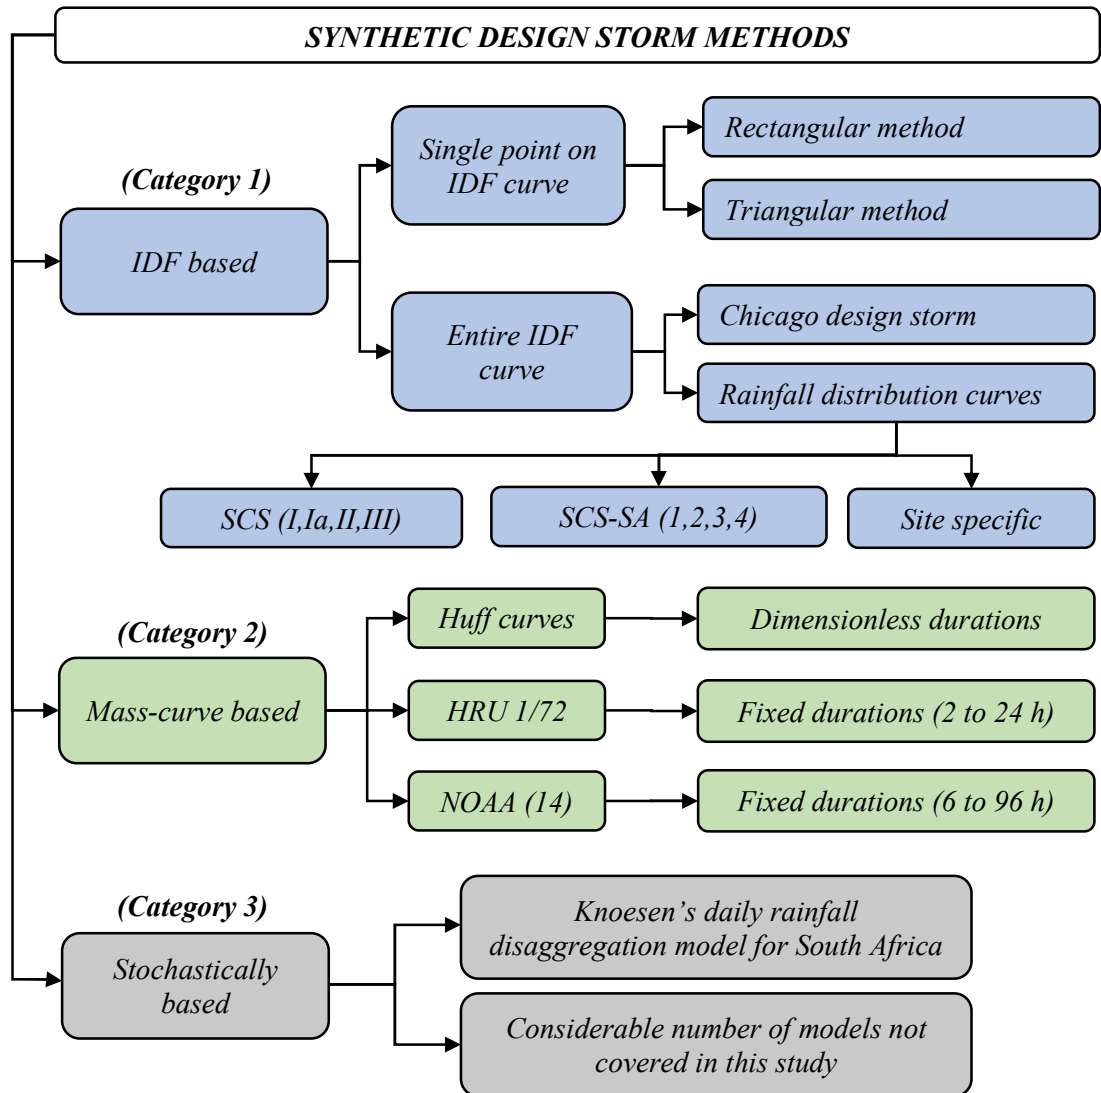 SYNTHETIC DESIGN STORM METHODS
(Category 1)
IDF based
Single point on
IDF curve
Rectangular method
Triangular method
Entire IDF
curve
Chicago design storm
Rainfall distribution curves
SCS (I,Ia,II,III)
SCS-SA (1,2,3,4)
Site specific
(Category 2)
Mass-curve based
Huff curves
Dimensionless durations
HRU 1/72
Fixed durations (2 to 24 h)
NOAA (14)
Fixed durations (6 to 96 h)
(Category 3)
Stochastically
based
Knoesen’s daily rainfall
disaggregation model for South Africa
Considerable number of models not
covered in this study